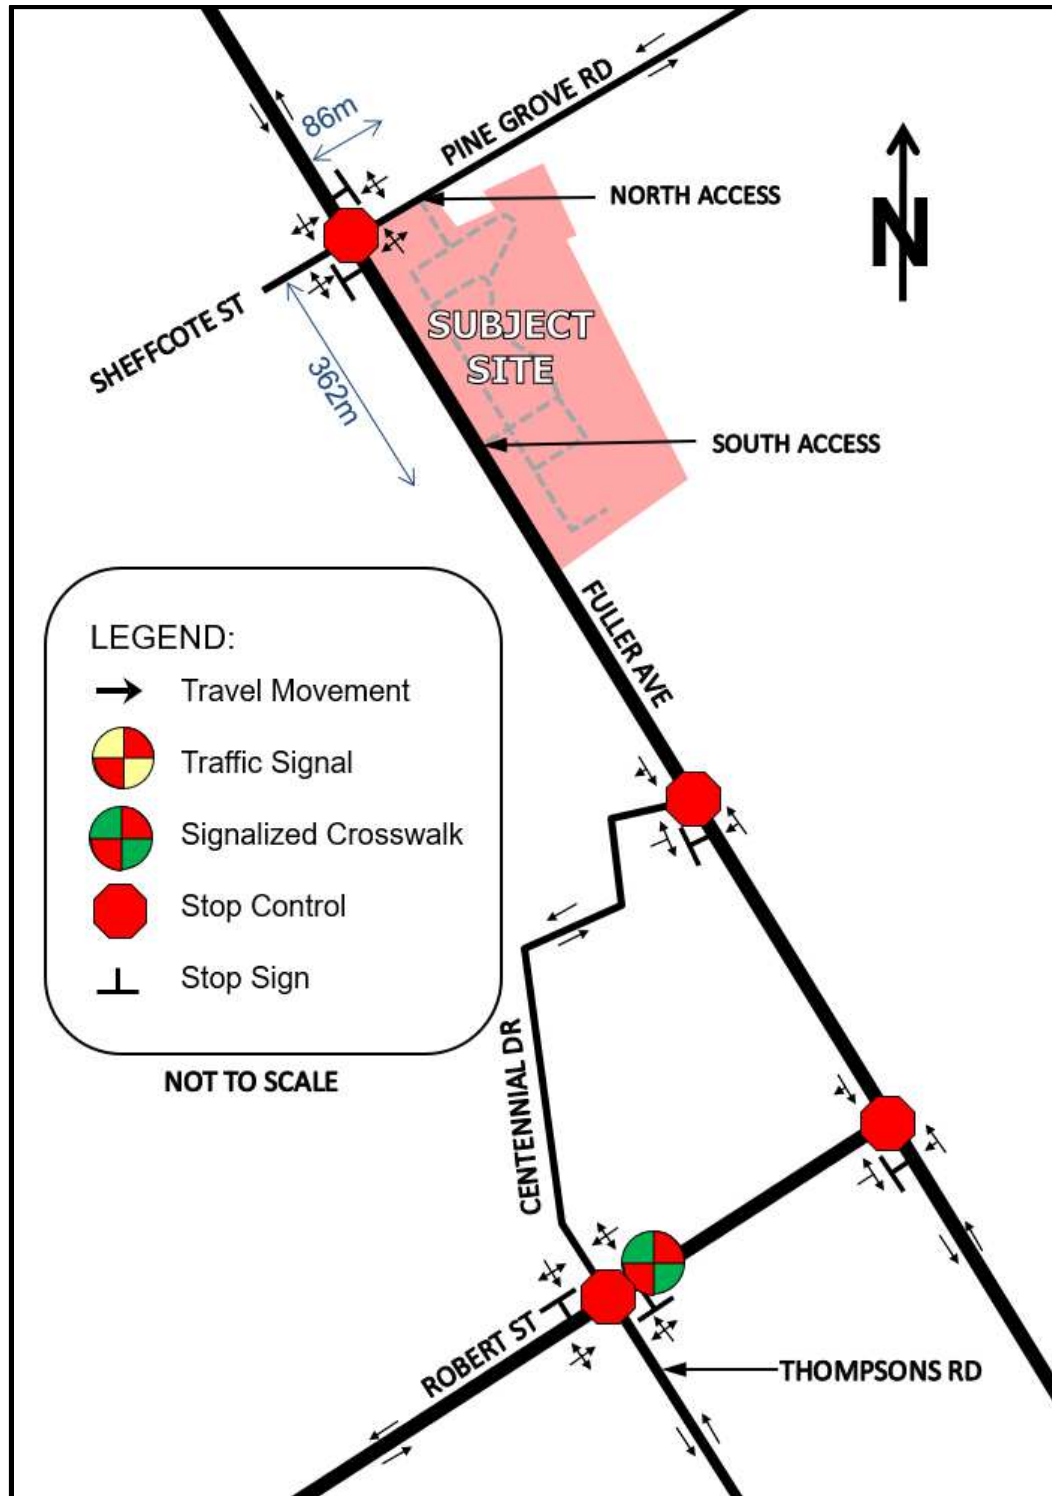 86m
PINE GROVE RD
NORTH ACCESS
N
SHEFFCOTE ST
SUBJECT
SITE
362m
SOUTH ACCESS
FULLER AVE
LEGEND:
Travel Movement
Traffic Signal
Signalized Crosswalk
Stop Control
Stop Sign
NOT TO SCALE
CENTENNIAL DR
ROBERT ST
THOMPSONS RD